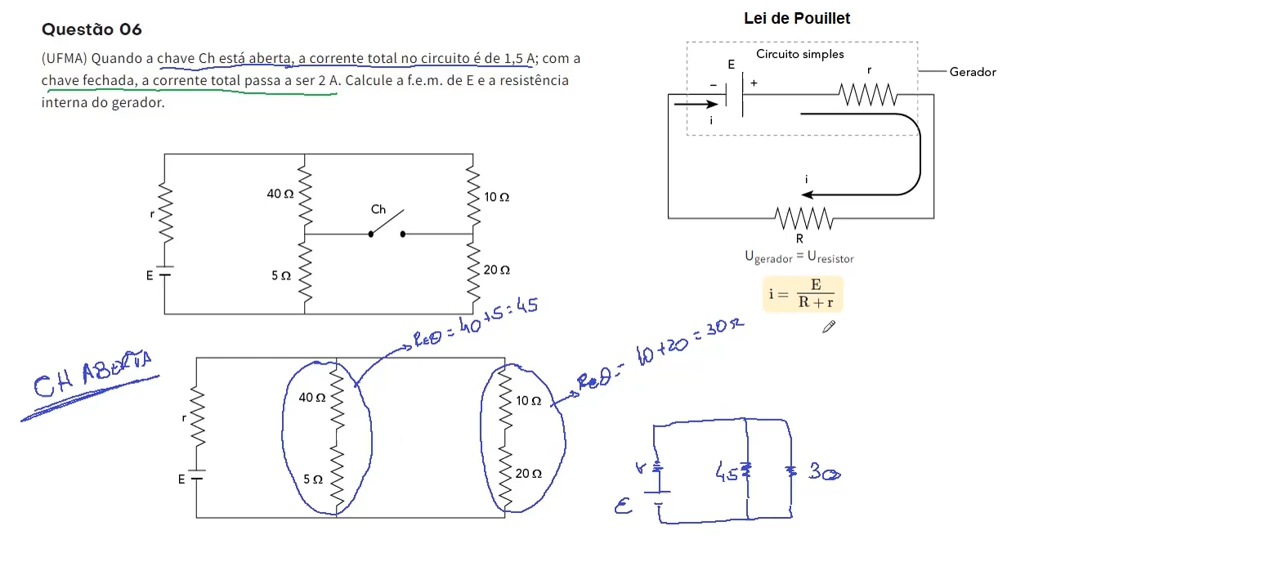 Questão 06
(UFMA) Quando a chave Ch está aberta, a corrente total no circuito é de 1,5 A; com a
chave fechada, a corrente total passa a ser 2 A. Calcule a f.e.m. de E e a resistência
interna do gerador.
r
E
40 Ω
5 Ω
Ch
10 Ω
20 Ω
Lei de Pouillet
Circuito simples
E
r
Gerador
− +
i
i
R
Ugerador = Uresistor
i = E / R + r
CH ABERTA
ReQ = 40+5:45
ReQ = 10+20 = 30Ω
r
E
40 Ω
5 Ω
10 Ω
20 Ω
r
E
45
30